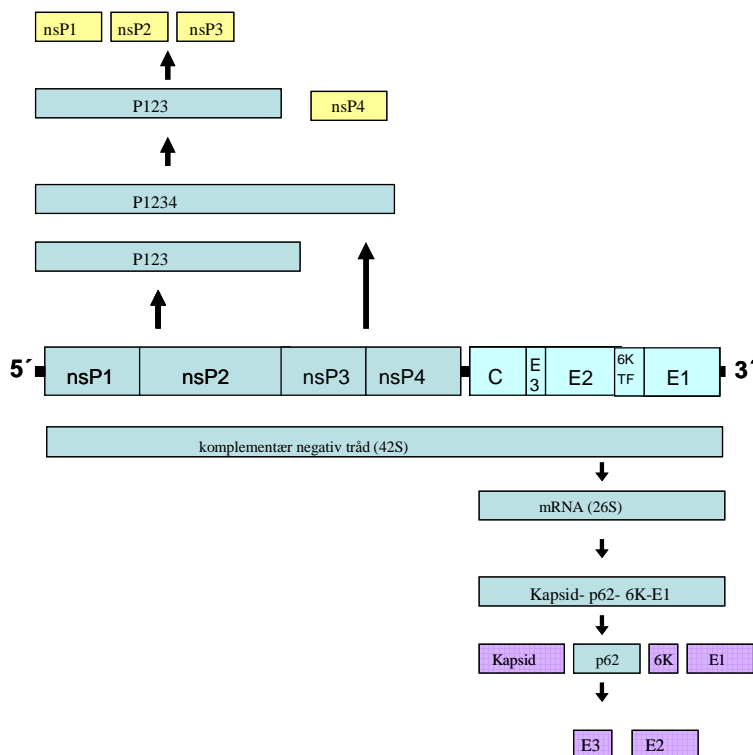 nsP1 nsP2 nsP3
P123 nsP4
P1234
P123
5´ nsP1 nsP2 nsP3 nsP4 C E3 E2 6K TF E1 3´
komplementær negativ tråd (42S)
mRNA (26S)
Kapsid- p62- 6K-E1
Kapsid p62 6K E1
E3 E2